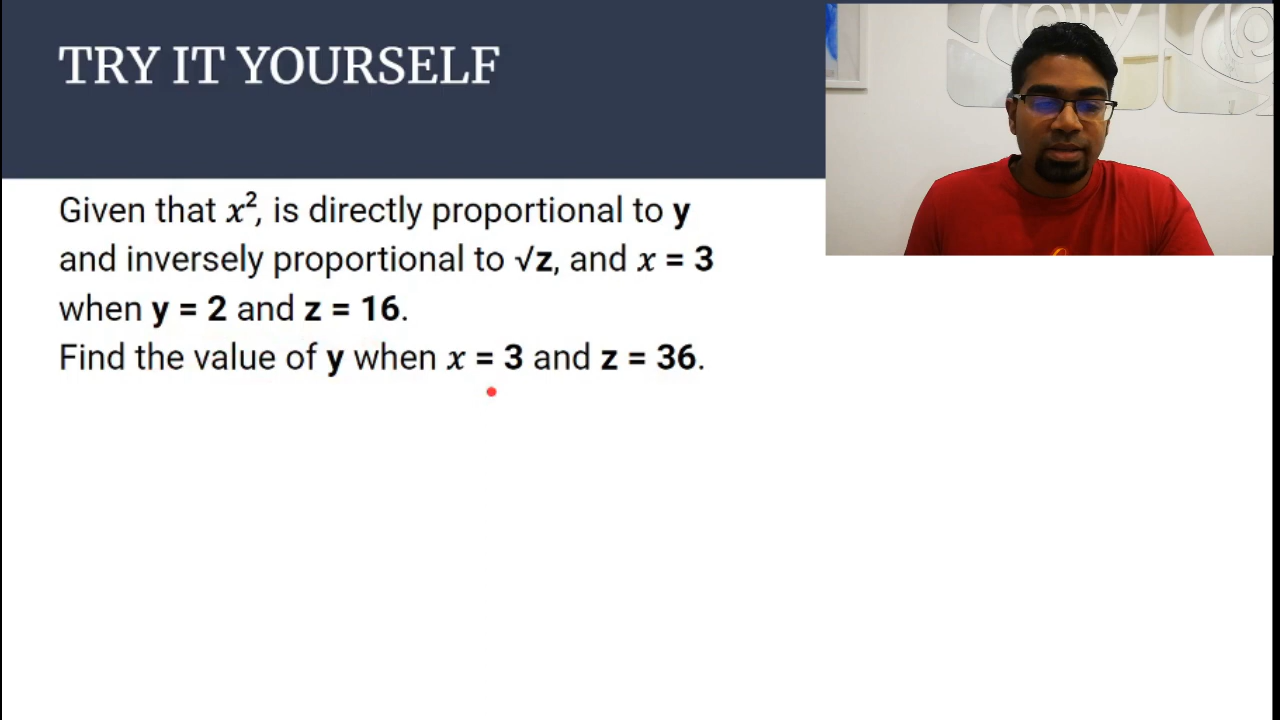 TRY IT YOURSELF
Given that x², is directly proportional to y
and inversely proportional to √z, and x = 3
when y = 2 and z = 16.
Find the value of y when x = 3 and z = 36.